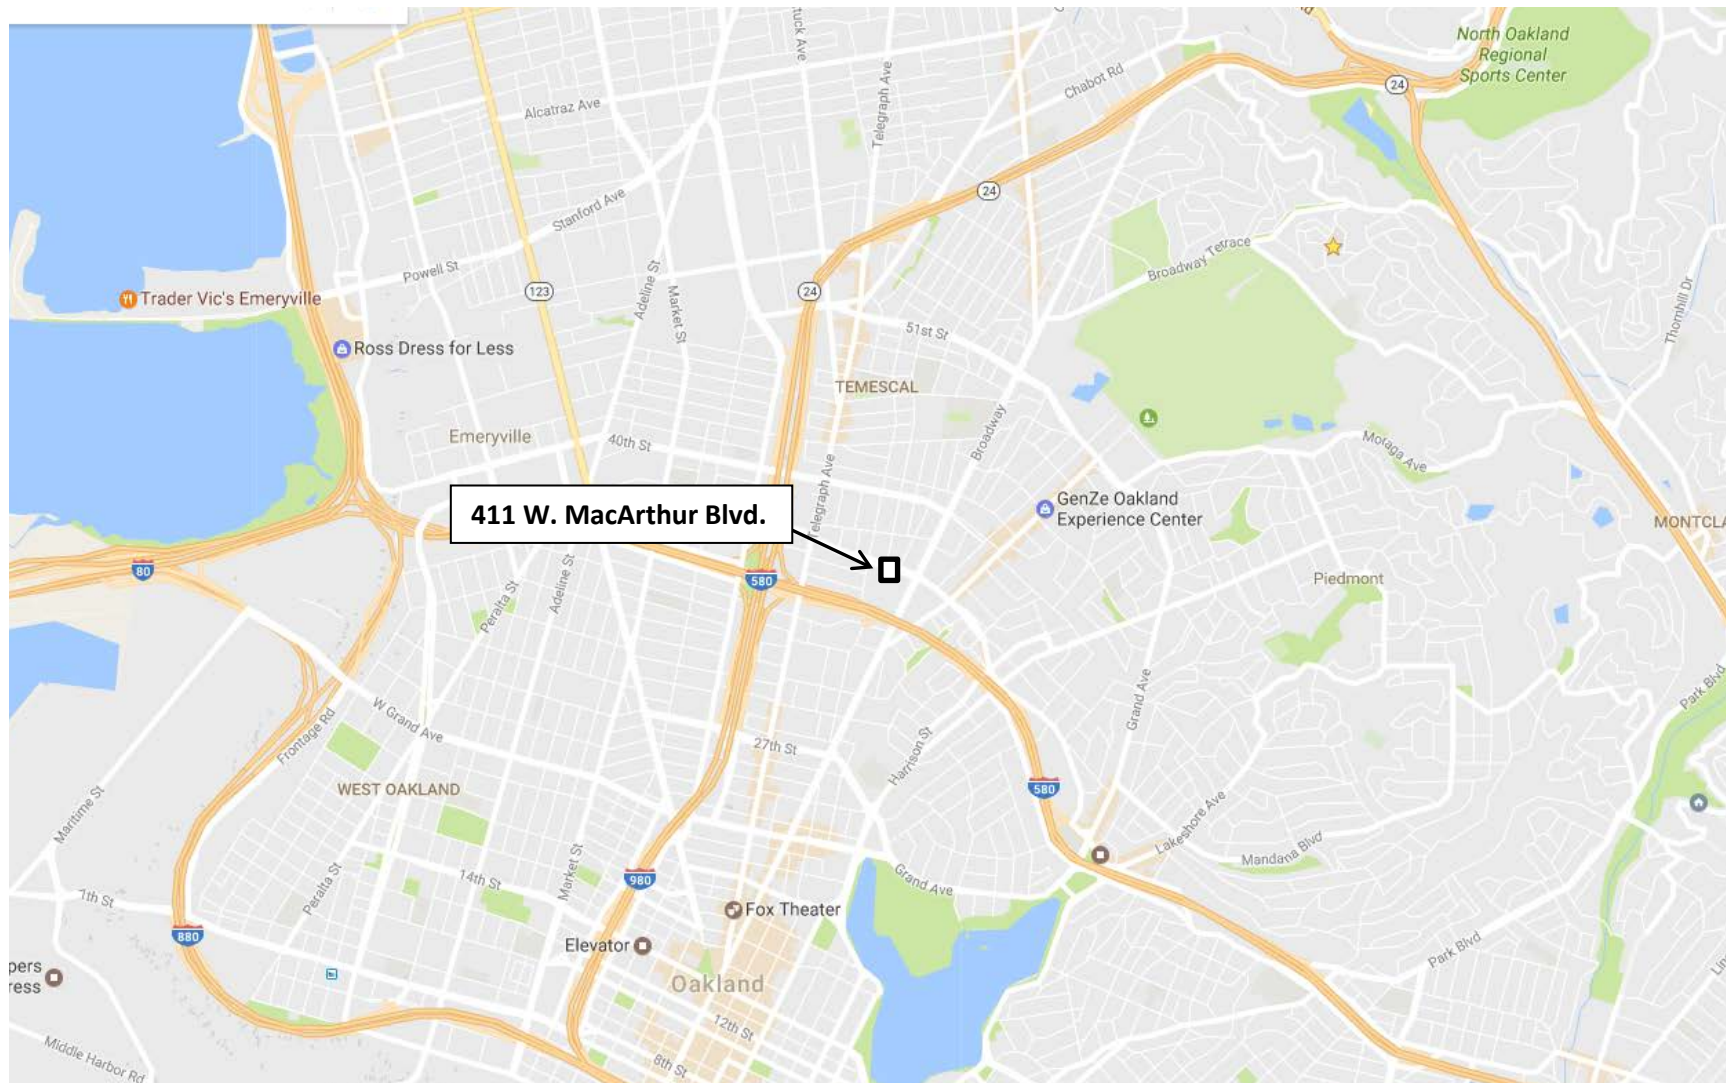 North Oakland
Regional
Sports Center
24
Chabot Rd
Telegraph Ave
Alcatraz Ave
24
Stanford Ave
Broadway Terrace
Powell St
Adeline St
Market St
123
24
Trader Vic's Emeryville
Thornhill Dr
51st St
Ross Dress for Less
TEMESCAL
Broadway
Emeryville
40th St
Moraga Ave
Telegraph Ave
GenZe Oakland
Experience Center
411 W. MacArthur Blvd.
80
580
Piedmont
Peralta St
Adeline St
Park Blvd
Grand Ave
W Grand Ave
Frontage Rd
27th St
Harrison St
WEST OAKLAND
580
Maritime St
Lakeshore Ave
Mandana Blvd
Market St
14th St
980
Grand Ave
Peralta St
7th St
Fox Theater
880
Elevator
Park Blvd
Oakland
12th St
Middle Harbor Rd
8th St